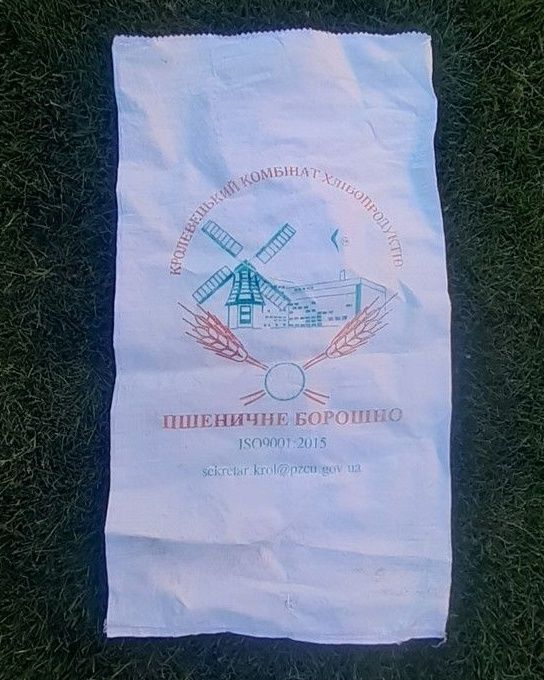 КРОЛЕВЕЦЬКИЙ КОМБІНАТ ХЛІБОПРОДУКТІВ
ПШЕНИЧНЕ БОРОШНО
ISO9001:2015
sekretar.krol@pzcu.gov.ua